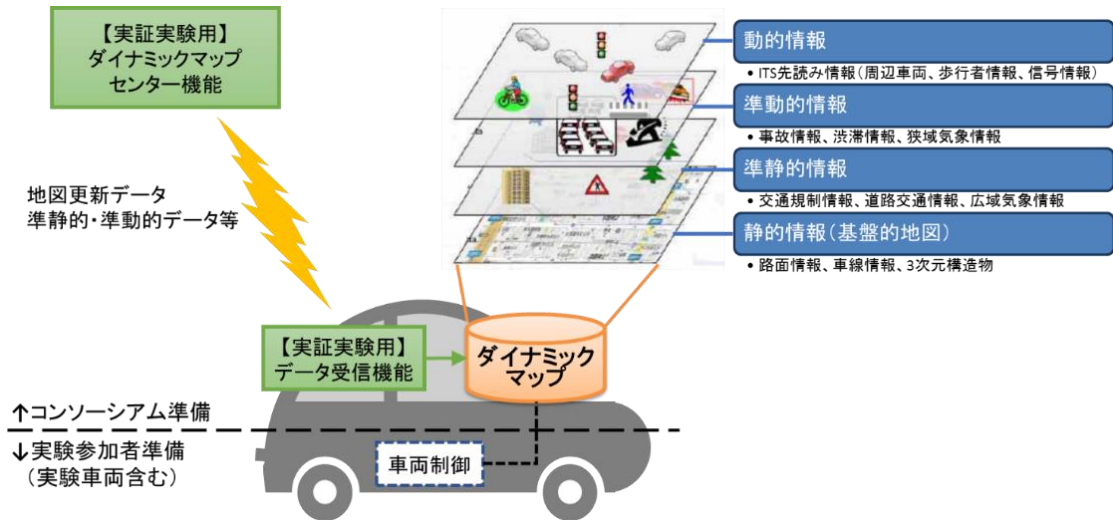 【実証実験用】
ダイナミックマップ
センター機能
地図更新データ
準静的・準動的データ等
動的情報
• ITS先読み情報(周辺車両、歩行者情報、信号情報)
準動的情報
• 事故情報、渋滞情報、狭域気象情報
準静的情報
• 交通規制情報、道路交通情報、広域気象情報
静的情報(基盤的地図)
• 路面情報、車線情報、3次元構造物
【実証実験用】
データ受信機能
ダイナミック
マップ
↑コンソーシアム準備
↓実験参加者準備
(実験車両含む)
車両制御